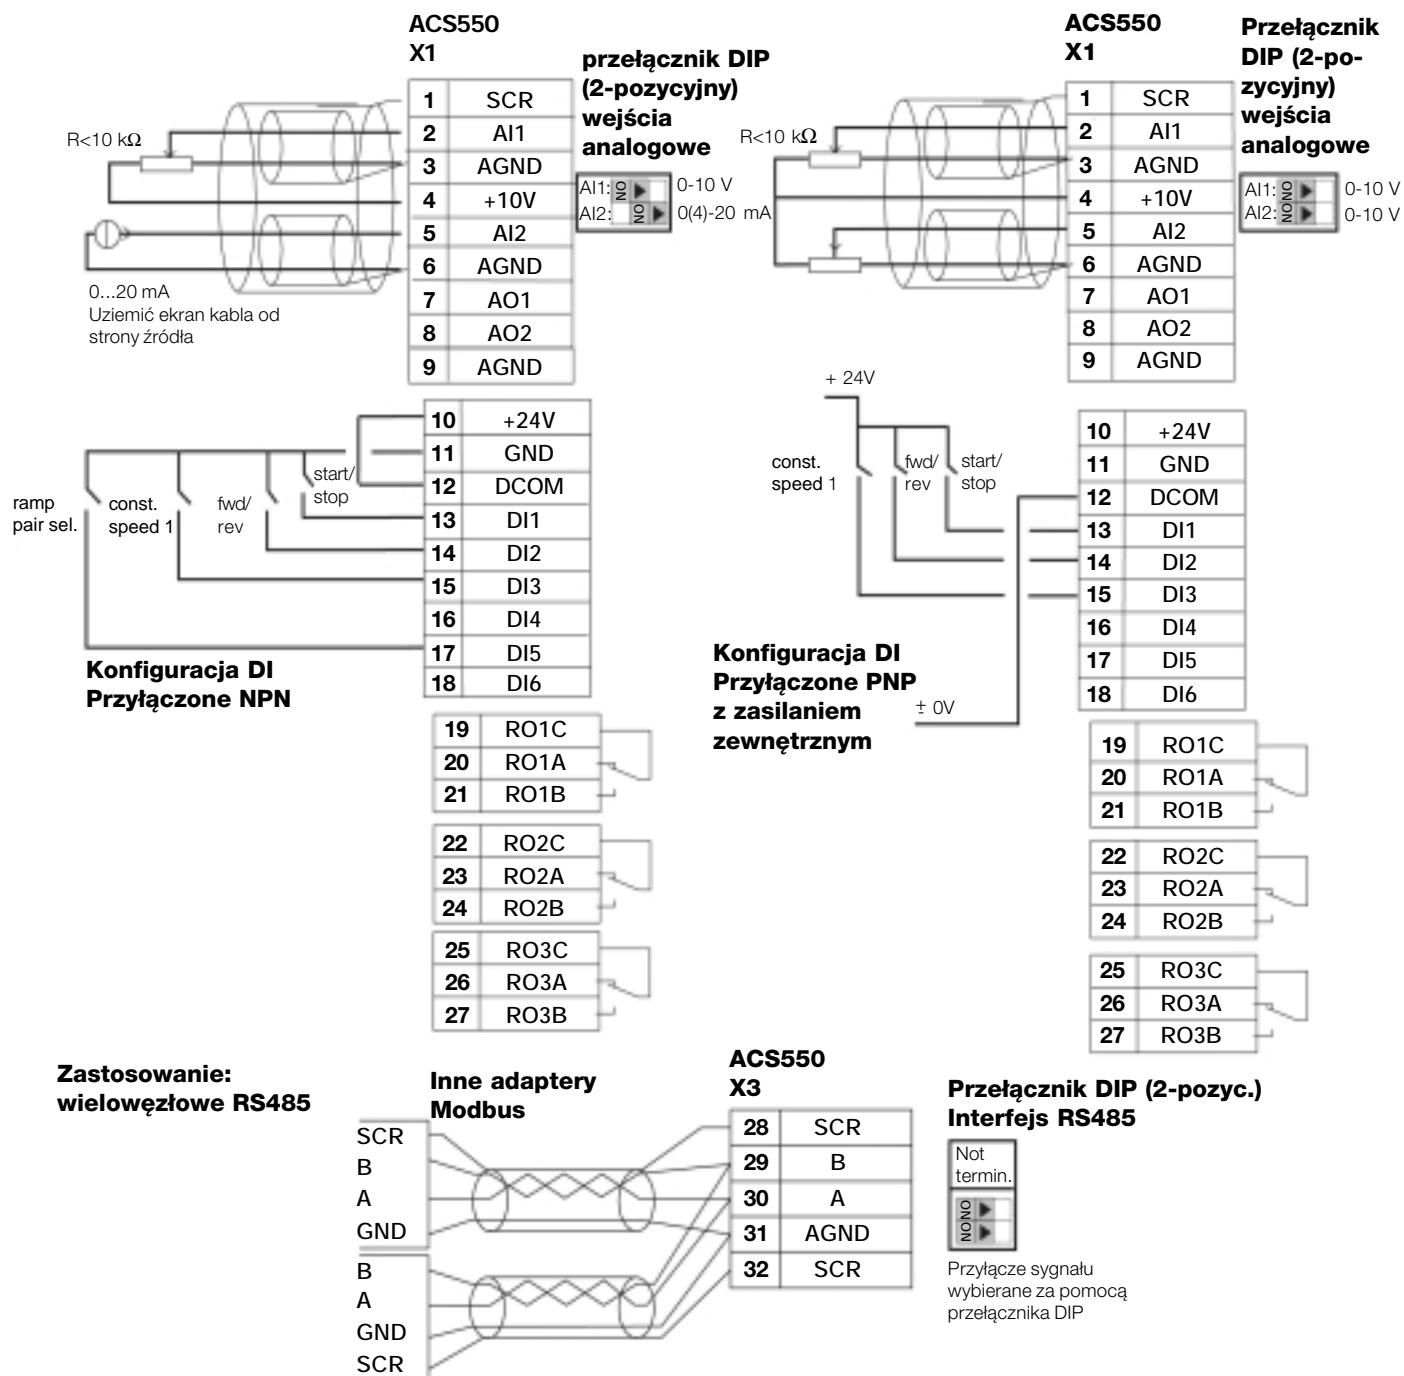 ACS550
X1
przełącznik DIP
(2-pozycyjny)
wejścia
analogowe
1 SCR
2 AI1
3 AGND
4 +10V
5 AI2
6 AGND
7 AO1
8 AO2
9 AGND
R<10 kΩ
0...20 mA
Uziemić ekran kabla od
strony źródła
AI1: ON 0-10 V
AI2: ON 0(4)-20 mA
10 +24V
11 GND
12 DCOM
13 DI1
14 DI2
15 DI3
16 DI4
17 DI5
18 DI6
ramp
pair sel.
const.
speed 1
fwd/
rev
start/
stop
Konfiguracja DI
Przyłączone NPN
19 RO1C
20 RO1A
21 RO1B
22 RO2C
23 RO2A
24 RO2B
25 RO3C
26 RO3A
27 RO3B
ACS550
X1
Przełącznik
DIP (2-po-
zycyjny)
wejścia
analogowe
1 SCR
2 AI1
3 AGND
4 +10V
5 AI2
6 AGND
7 AO1
8 AO2
9 AGND
R<10 kΩ
AI1: ON 0-10 V
AI2: ON 0-10 V
+ 24V
const.
speed 1
fwd/
rev
start/
stop
10 +24V
11 GND
12 DCOM
13 DI1
14 DI2
15 DI3
16 DI4
17 DI5
18 DI6
Konfiguracja DI
Przyłączone PNP
z zasilaniem
zewnętrznym
± 0V
19 RO1C
20 RO1A
21 RO1B
22 RO2C
23 RO2A
24 RO2B
25 RO3C
26 RO3A
27 RO3B
Zastosowanie:
wielowęzłowe RS485
Inne adaptery
Modbus
SCR
B
A
GND
B
A
GND
SCR
ACS550
X3
28 SCR
29 B
30 A
31 AGND
32 SCR
Przełącznik DIP (2-pozyc.)
Interfejs RS485
Not
termin.
ON
ON
Przyłącze sygnału
wybierane za pomocą
przełącznika DIP